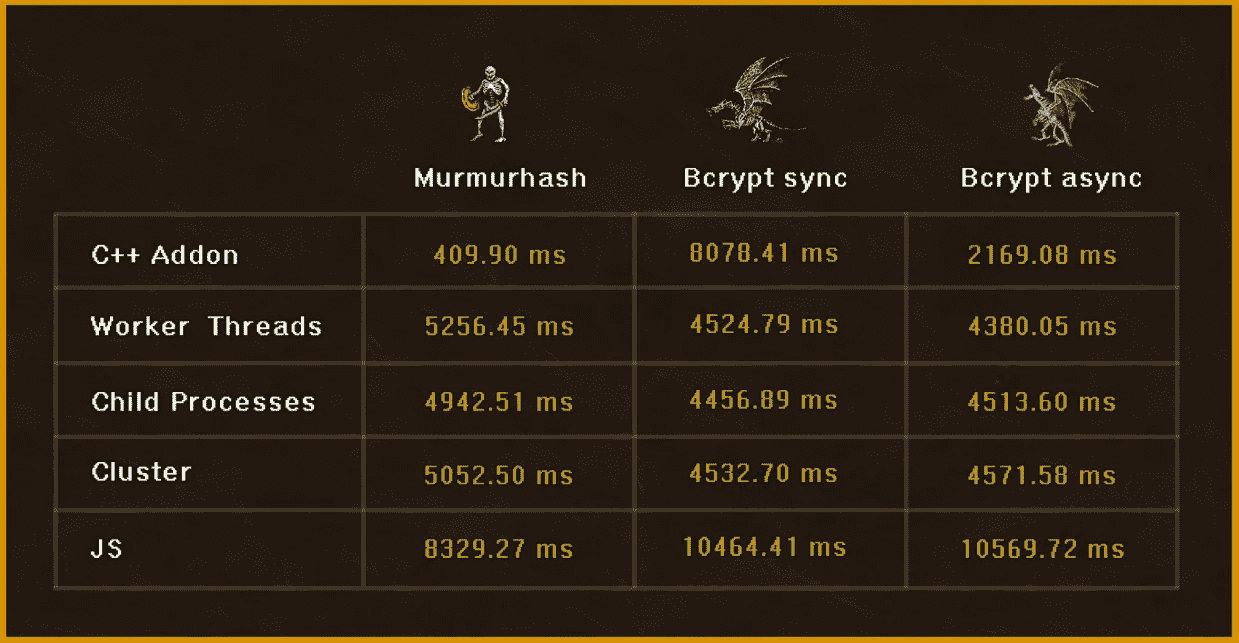 Murmurhash Bcrypt sync Bcrypt async
C++ Addon 409.90 ms 8078.41 ms 2169.08 ms
Worker Threads 5256.45 ms 4524.79 ms 4380.05 ms
Child Processes 4942.51 ms 4456.89 ms 4513.60 ms
Cluster 5052.50 ms 4532.70 ms 4571.58 ms
JS 8329.27 ms 10464.41 ms 10569.72 ms